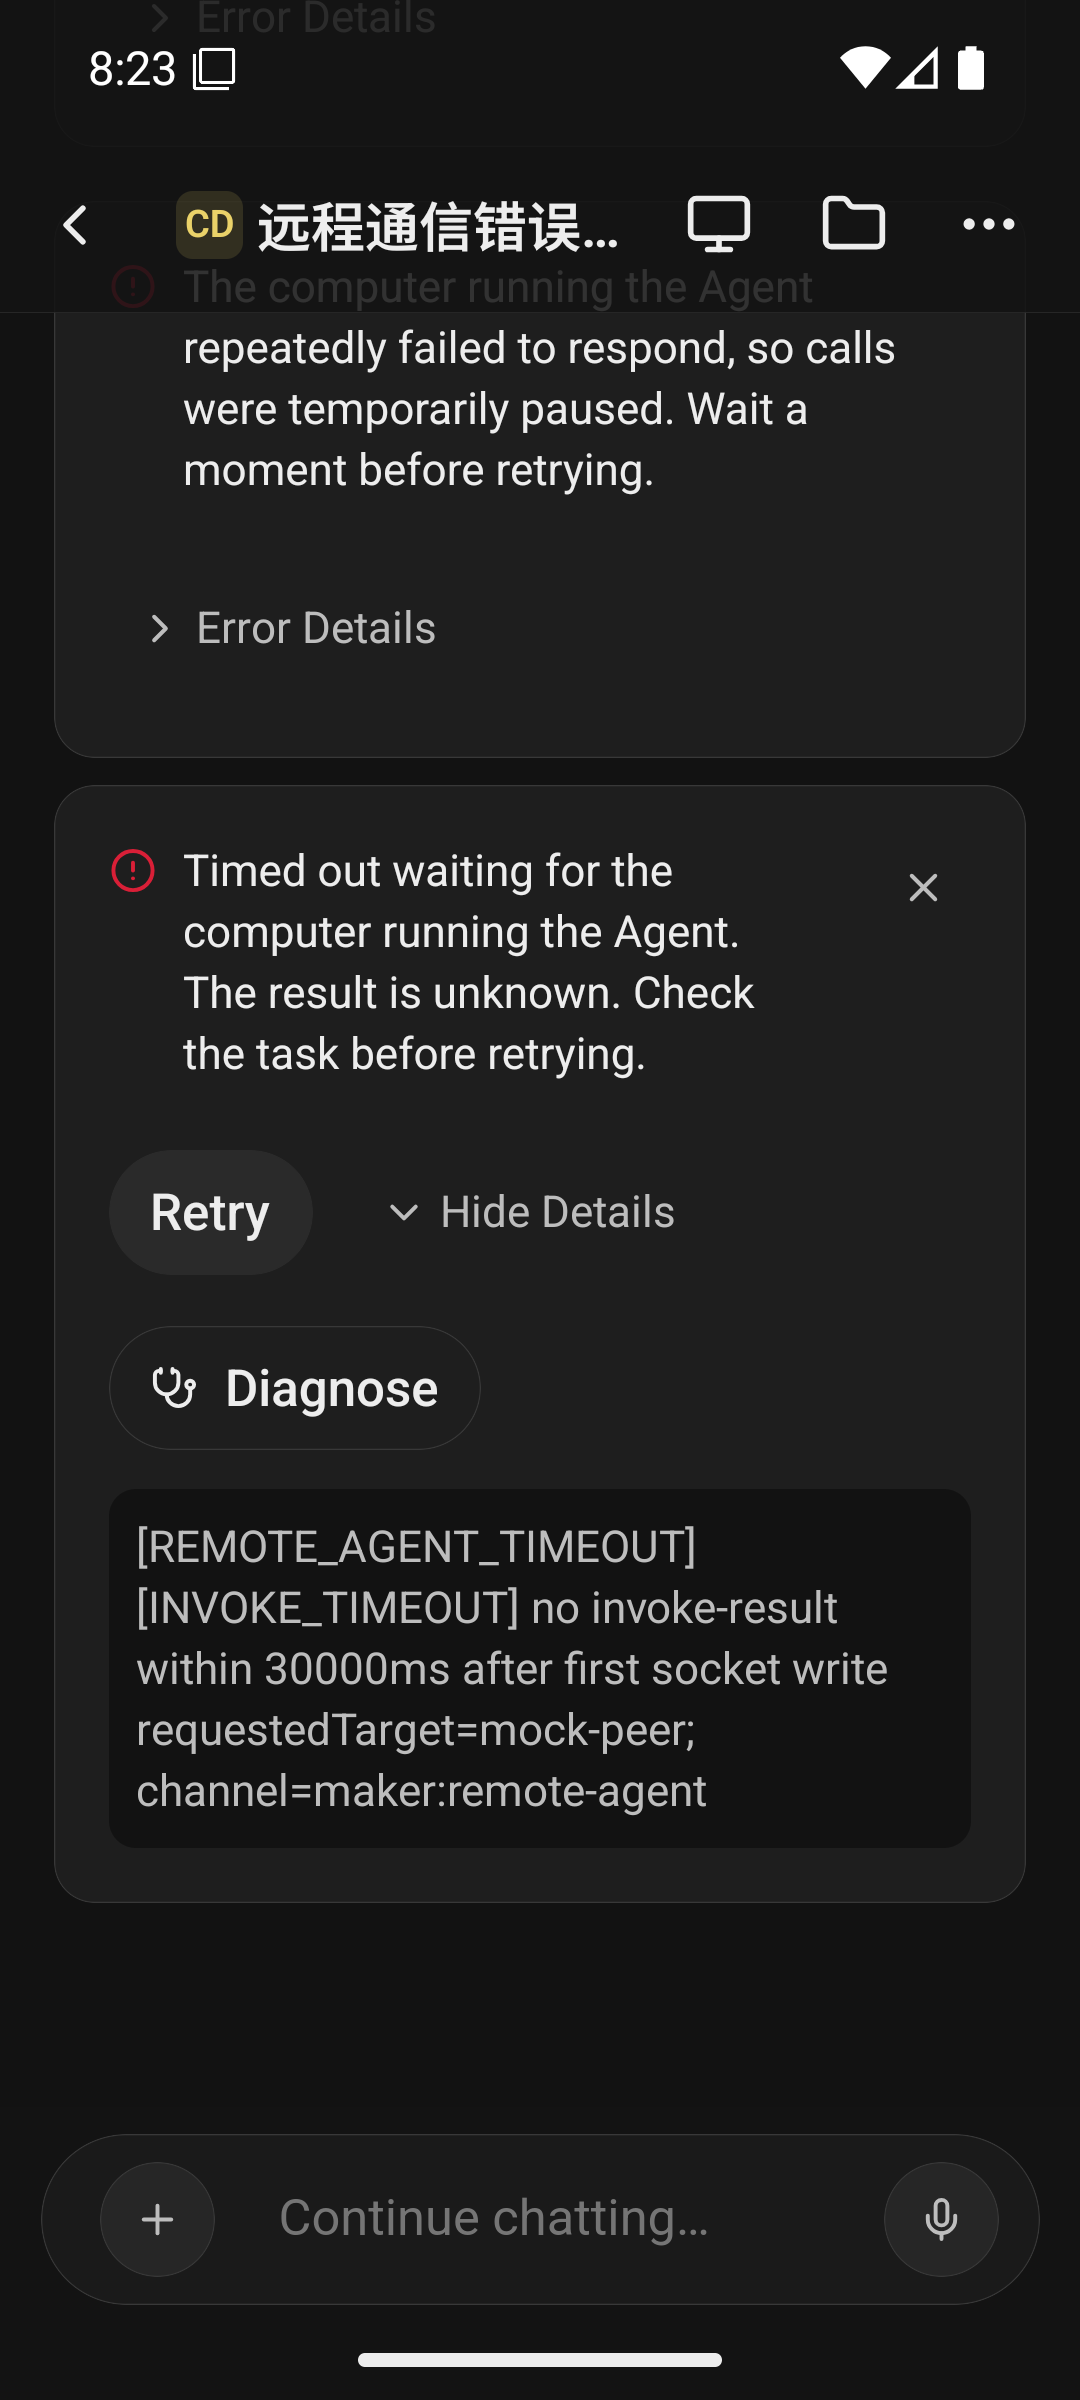 Error Details
8:23
CD 远程通信错误...
The computer running the Agent
repeatedly failed to respond, so calls
were temporarily paused. Wait a
moment before retrying.
Error Details
Timed out waiting for the
computer running the Agent.
The result is unknown. Check
the task before retrying.
Retry
Hide Details
Diagnose
[REMOTE_AGENT_TIMEOUT]
[INVOKE_TIMEOUT] no invoke-result
within 30000ms after first socket write
requestedTarget=mock-peer;
channel=maker:remote-agent
Continue chatting...